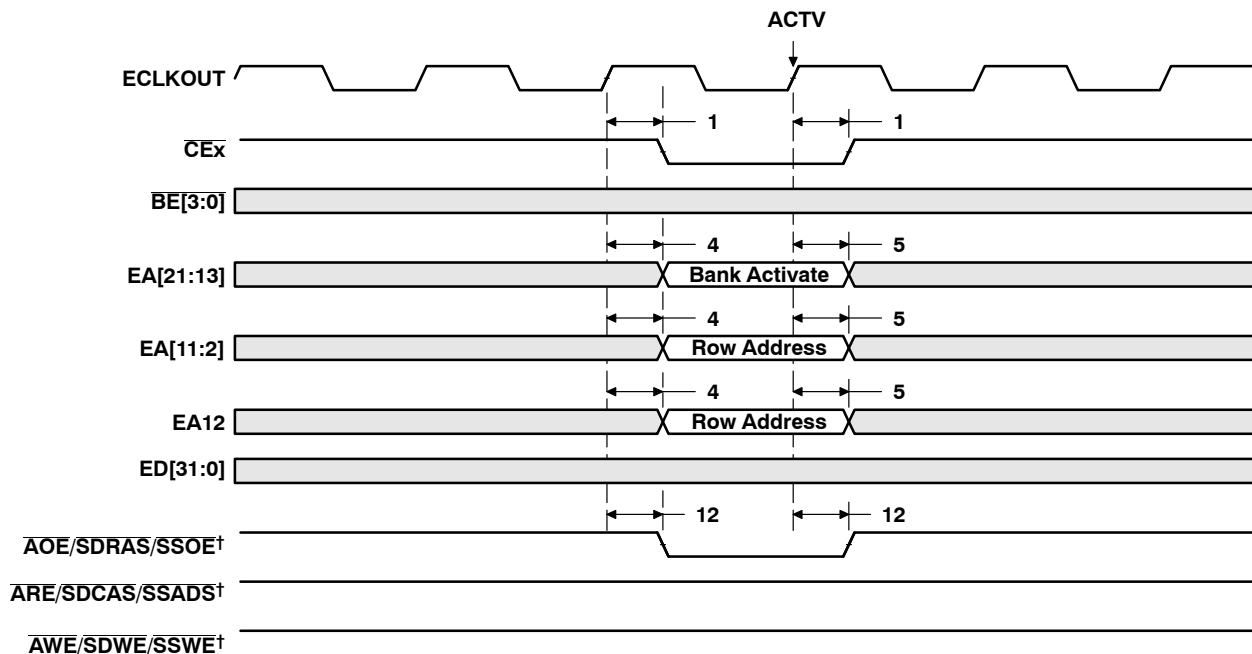 ACTV
ECLKOUT
1 1
CEx
BE[3:0]
4 5
EA[21:13] Bank Activate
4 5
EA[11:2] Row Address
4 5
EA12 Row Address
ED[31:0]
12 12
AOE/SDRAS/SSOE†
ARE/SDCAS/SSADS†
AWE/SDWE/SSWE†